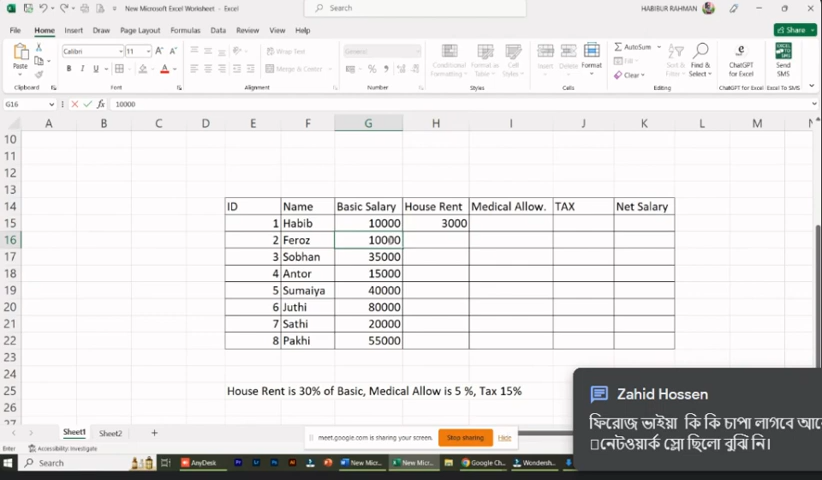 New Microsoft Excel Worksheet - Excel
Search
HABIBUR RAHMAN
File Home Insert Draw Page Layout Formulas Data Review View Help
Share
Paste
Calibri 11
B I U
Wrap Text
Merge & Center
General
Conditional Formatting
Format as Table
Cell Styles
Insert Delete Format
AutoSum
Fill
Clear
Sort & Filter
Find & Select
ChatGPT for Excel
Send SMS
Clipboard Font Alignment Number Styles Cells Editing ChatGPT for Excel Excel To SMS
G16 fx 10000
A B C D E F G H I J K L M N
10
11
12
13
14 ID Name Basic Salary House Rent Medical Allow. TAX Net Salary
15 1 Habib 10000 3000
16 2 Feroz 10000
17 3 Sobhan 35000
18 4 Antor 15000
19 5 Sumaiya 40000
20 6 Juthi 80000
21 7 Sathi 20000
22 8 Pakhi 55000
23
24
25 House Rent is 30% of Basic, Medical Allow is 5 %, Tax 15%
26
27
Zahid Hossen
ফিরোজ ভাইয়া কি কি চাপা লাগবে
নেটওয়ার্ক স্লো ছিলো বুঝি নি।
Sheet1 Sheet2 +
Enter Accessibility: Investigate
meet.google.com is sharing your screen. Stop sharing Hide
Search AnyDesk New Micr... New Micr... Google Ch... Wondersh...